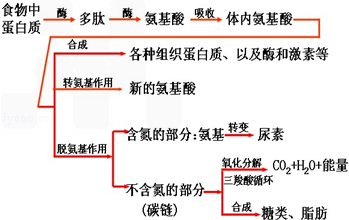 食物中
蛋白质
酶
多肽
酶
氨基酸
吸收
体内氨基酸
合成
各种组织蛋白质、以及酶和激素等
转氨基作用
新的氨基酸
脱氨基作用
含氮的部分:氨基
转变
尿素
不含氮的部分
(碳链)
氧化分解
三羧酸循环
CO₂+H₂O+能量
合成
糖类、脂肪